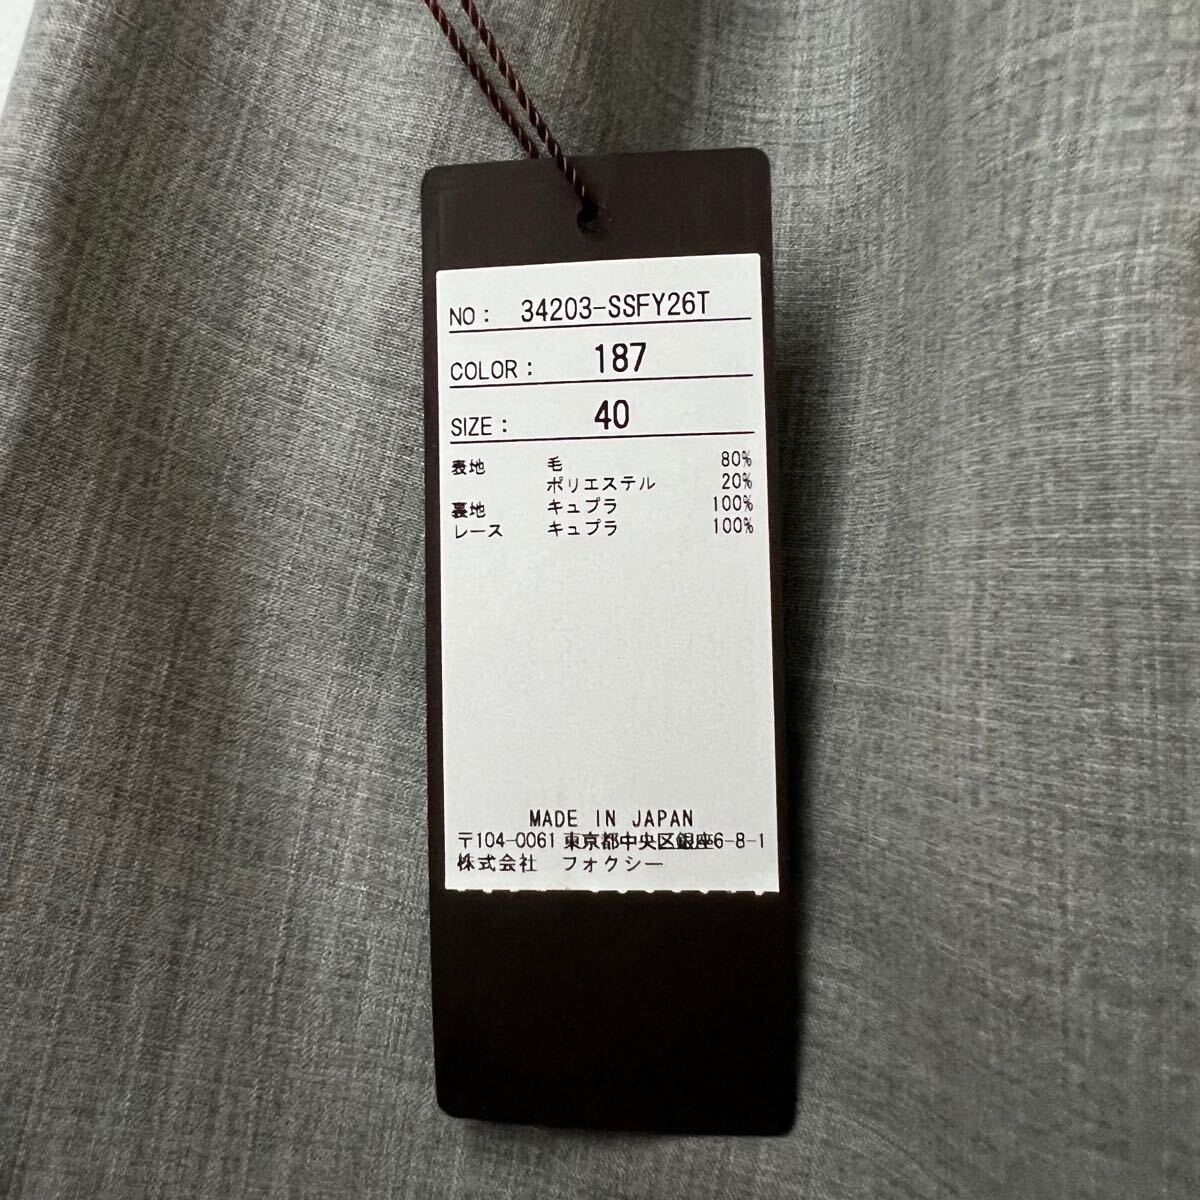 NO： 34203-SSFY26T
COLOR： 187
SIZE： 40
表地 毛 80%
ポリエステル 20%
裏地 キュプラ 100%
レース キュプラ 100%
MADE IN JAPAN
〒104-0061 東京都中央区銀座6-8-1
株式会社 フォクシー